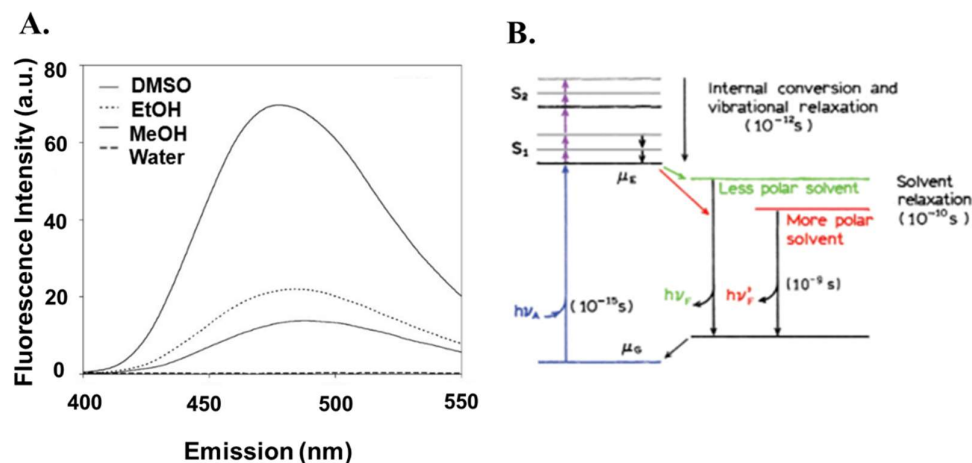 A.
Fluorescence Intensity (a.u.)
80
60
40
20
0
DMSO
EtOH
MeOH
Water
400
450
500
550
Emission (nm)
B.
S₂
S₁
Internal conversion and
vibrational relaxation
(10⁻¹²s)
μE
Less polar solvent
Solvent
relaxation
(10⁻¹⁰s)
More polar
solvent
hνA
(10⁻¹⁵s)
hνF
hν'F
(10⁻⁹ s)
μG